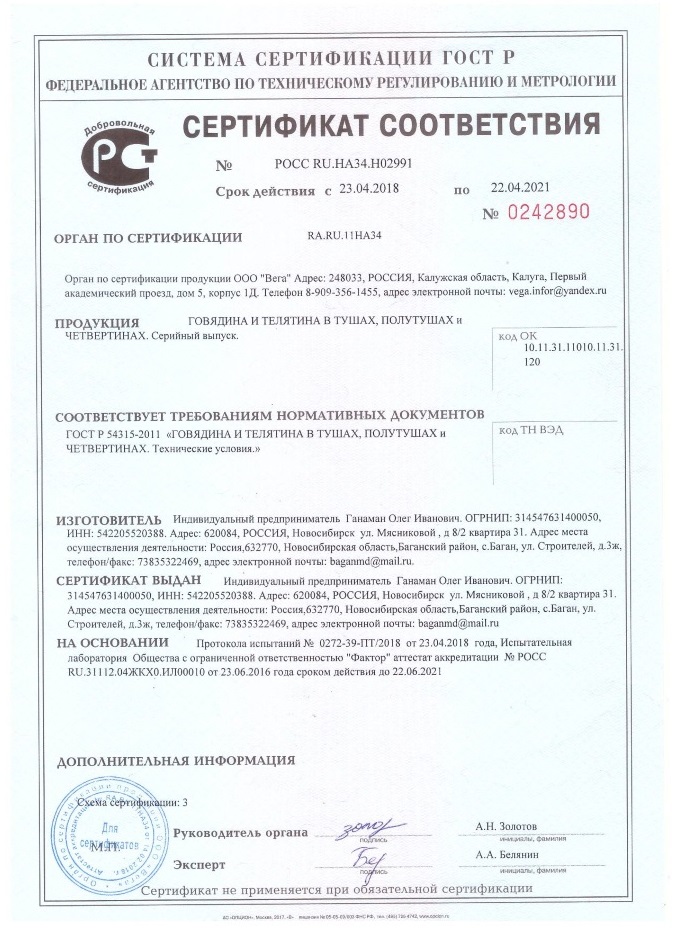 СИСТЕМА СЕРТИФИКАЦИИ ГОСТ Р
ФЕДЕРАЛЬНОЕ АГЕНТСТВО ПО ТЕХНИЧЕСКОМУ РЕГУЛИРОВАНИЮ И МЕТРОЛОГИИ
Добровольная
РСТ
сертификация
СЕРТИФИКАТ СООТВЕТСТВИЯ
№ РОСС RU.НА34.Н02991
Срок действия с 23.04.2018 по 22.04.2021
№ 0242890
ОРГАН ПО СЕРТИФИКАЦИИ RA.RU.11НА34
Орган по сертификации продукции ООО "Вега" Адрес: 248033, РОССИЯ, Калужская область, Калуга, Первый
академический проезд, дом 5, корпус 1Д. Телефон 8-909-356-1455, адрес электронной почты: vega.infor@yandex.ru
ПРОДУКЦИЯ ГОВЯДИНА И ТЕЛЯТИНА В ТУШАХ, ПОЛУТУШАХ и
ЧЕТВЕРТИНАХ. Серийный выпуск.
код ОК
10.11.31.11010.11.31.
120
СООТВЕТСТВУЕТ ТРЕБОВАНИЯМ НОРМАТИВНЫХ ДОКУМЕНТОВ
ГОСТ Р 54315-2011 «ГОВЯДИНА И ТЕЛЯТИНА В ТУШАХ, ПОЛУТУШАХ и
ЧЕТВЕРТИНАХ. Технические условия.»
код ТН ВЭД
ИЗГОТОВИТЕЛЬ Индивидуальный предприниматель Ганаман Олег Иванович. ОГРНИП: 314547631400050,
ИНН: 542205520388. Адрес: 620084, РОССИЯ, Новосибирск ул. Мясниковой , д 8/2 квартира 31. Адрес места
осуществления деятельности: Россия,632770, Новосибирская область,Баганский район, с.Баган, ул. Строителей, д.3ж,
телефон/факс: 73835322469, адрес электронной почты: baganmd@mail.ru.
СЕРТИФИКАТ ВЫДАН Индивидуальный предприниматель Ганаман Олег Иванович. ОГРНИП:
314547631400050, ИНН: 542205520388. Адрес: 620084, РОССИЯ, Новосибирск ул. Мясниковой , д 8/2 квартира 31.
Адрес места осуществления деятельности: Россия,632770, Новосибирская область,Баганский район, с.Баган, ул.
Строителей, д.3ж, телефон/факс: 73835322469, адрес электронной почты: baganmd@mail.ru
НА ОСНОВАНИИ Протокола испытаний № 0272-39-ПТ/2018 от 23.04.2018 года, Испытательная
лаборатория Общества с ограниченной ответственностью "Фактор" аттестат аккредитации № РОСС
RU.31112.04ЖКХ0.ИЛ00010 от 23.06.2016 года сроком действия до 22.06.2021
ДОПОЛНИТЕЛЬНАЯ ИНФОРМАЦИЯ
Схема сертификации: 3
Для
сертификатов
М.П.
Руководитель органа
подпись
А.Н. Золотов
инициалы, фамилия
Эксперт
подпись
А.А. Белянин
инициалы, фамилия
Сертификат не применяется при обязательной сертификации